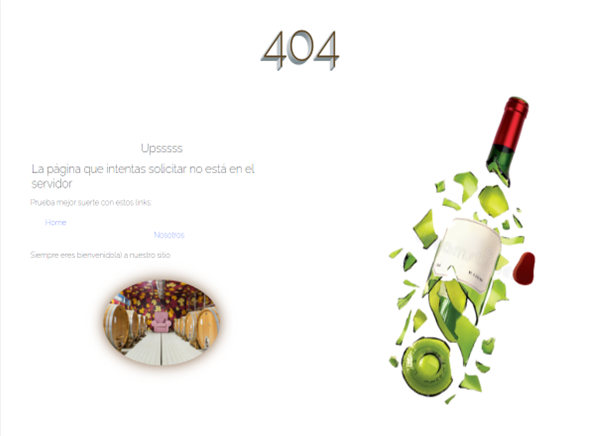 404
Upsssss
La página que intentas solicitar no está en el
servidor
Prueba mejor suerte con estos links:
Home
Nosotros
Siempre eres bienvenido(a) a nuestro sitio